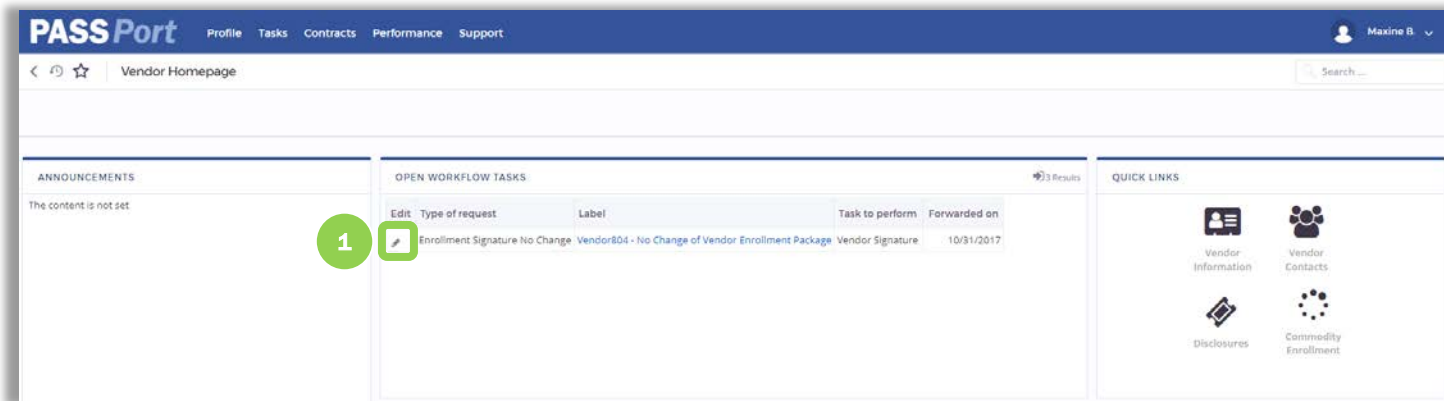 PASSPort Profile Tasks Contracts Performance Support Maxine B.
Vendor Homepage Search ...
ANNOUNCEMENTS
The content is not set
OPEN WORKFLOW TASKS 3 Results
Edit Type of request Label Task to perform Forwarded on
1 Enrollment Signature No Change Vendor804 - No Change of Vendor Enrollment Package Vendor Signature 10/31/2017
QUICK LINKS
Vendor Information
Vendor Contacts
Disclosures
Commodity Enrollment